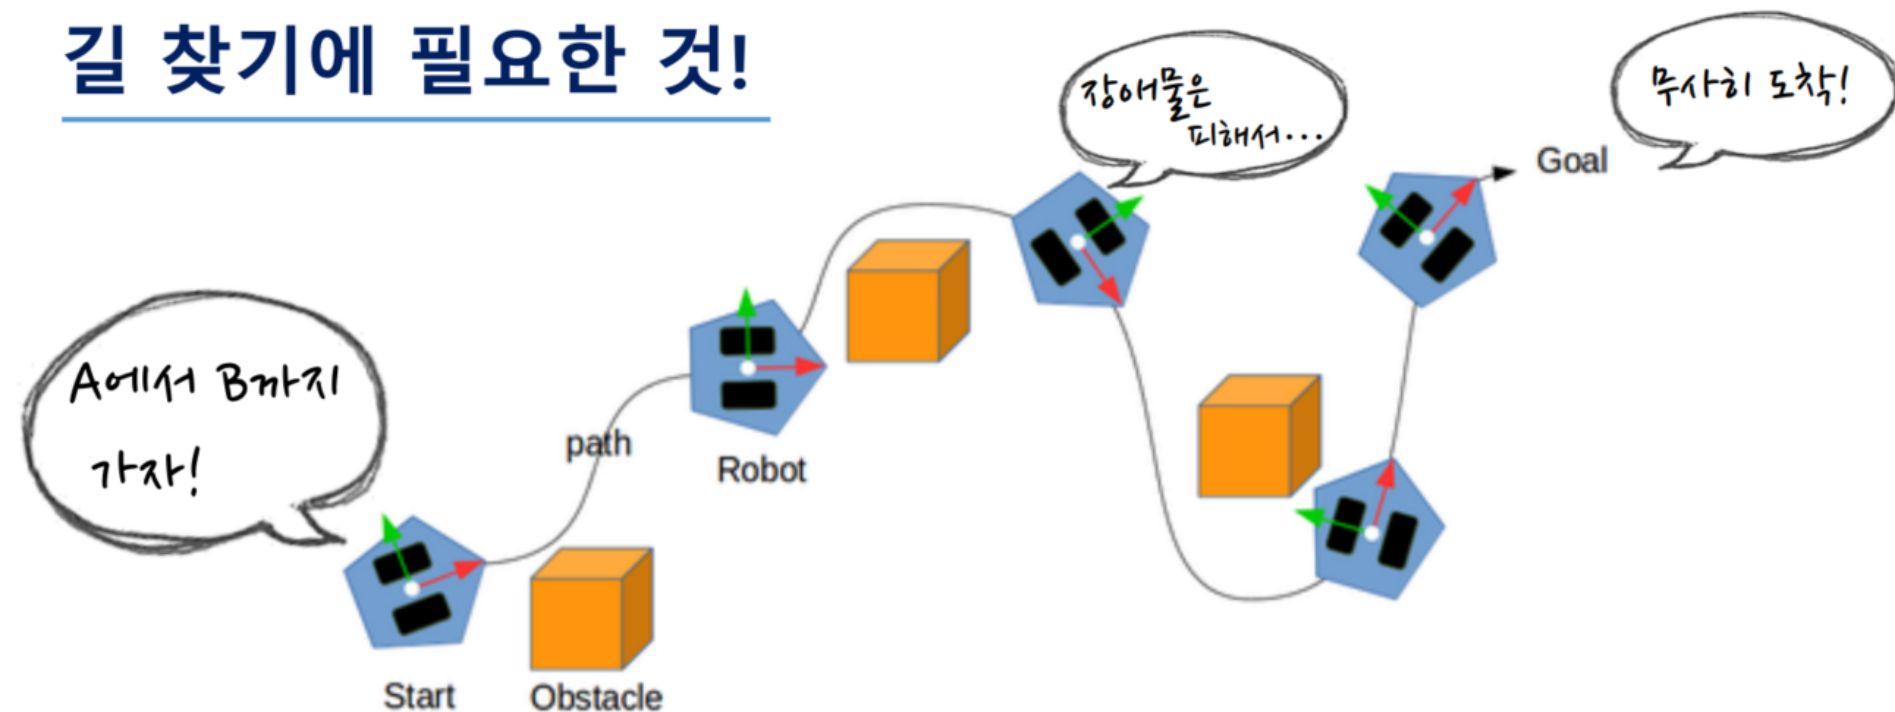 길 찾기에 필요한 것!
장애물은
피해서...
무사히 도착!
Goal
A에서 B까지
가자!
path
Robot
Start
Obstacle